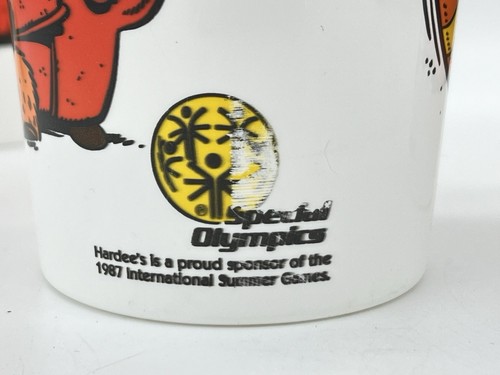 ®
Special
Olympics
Hardee's is a proud sponsor of the
1987 International Summer Games.